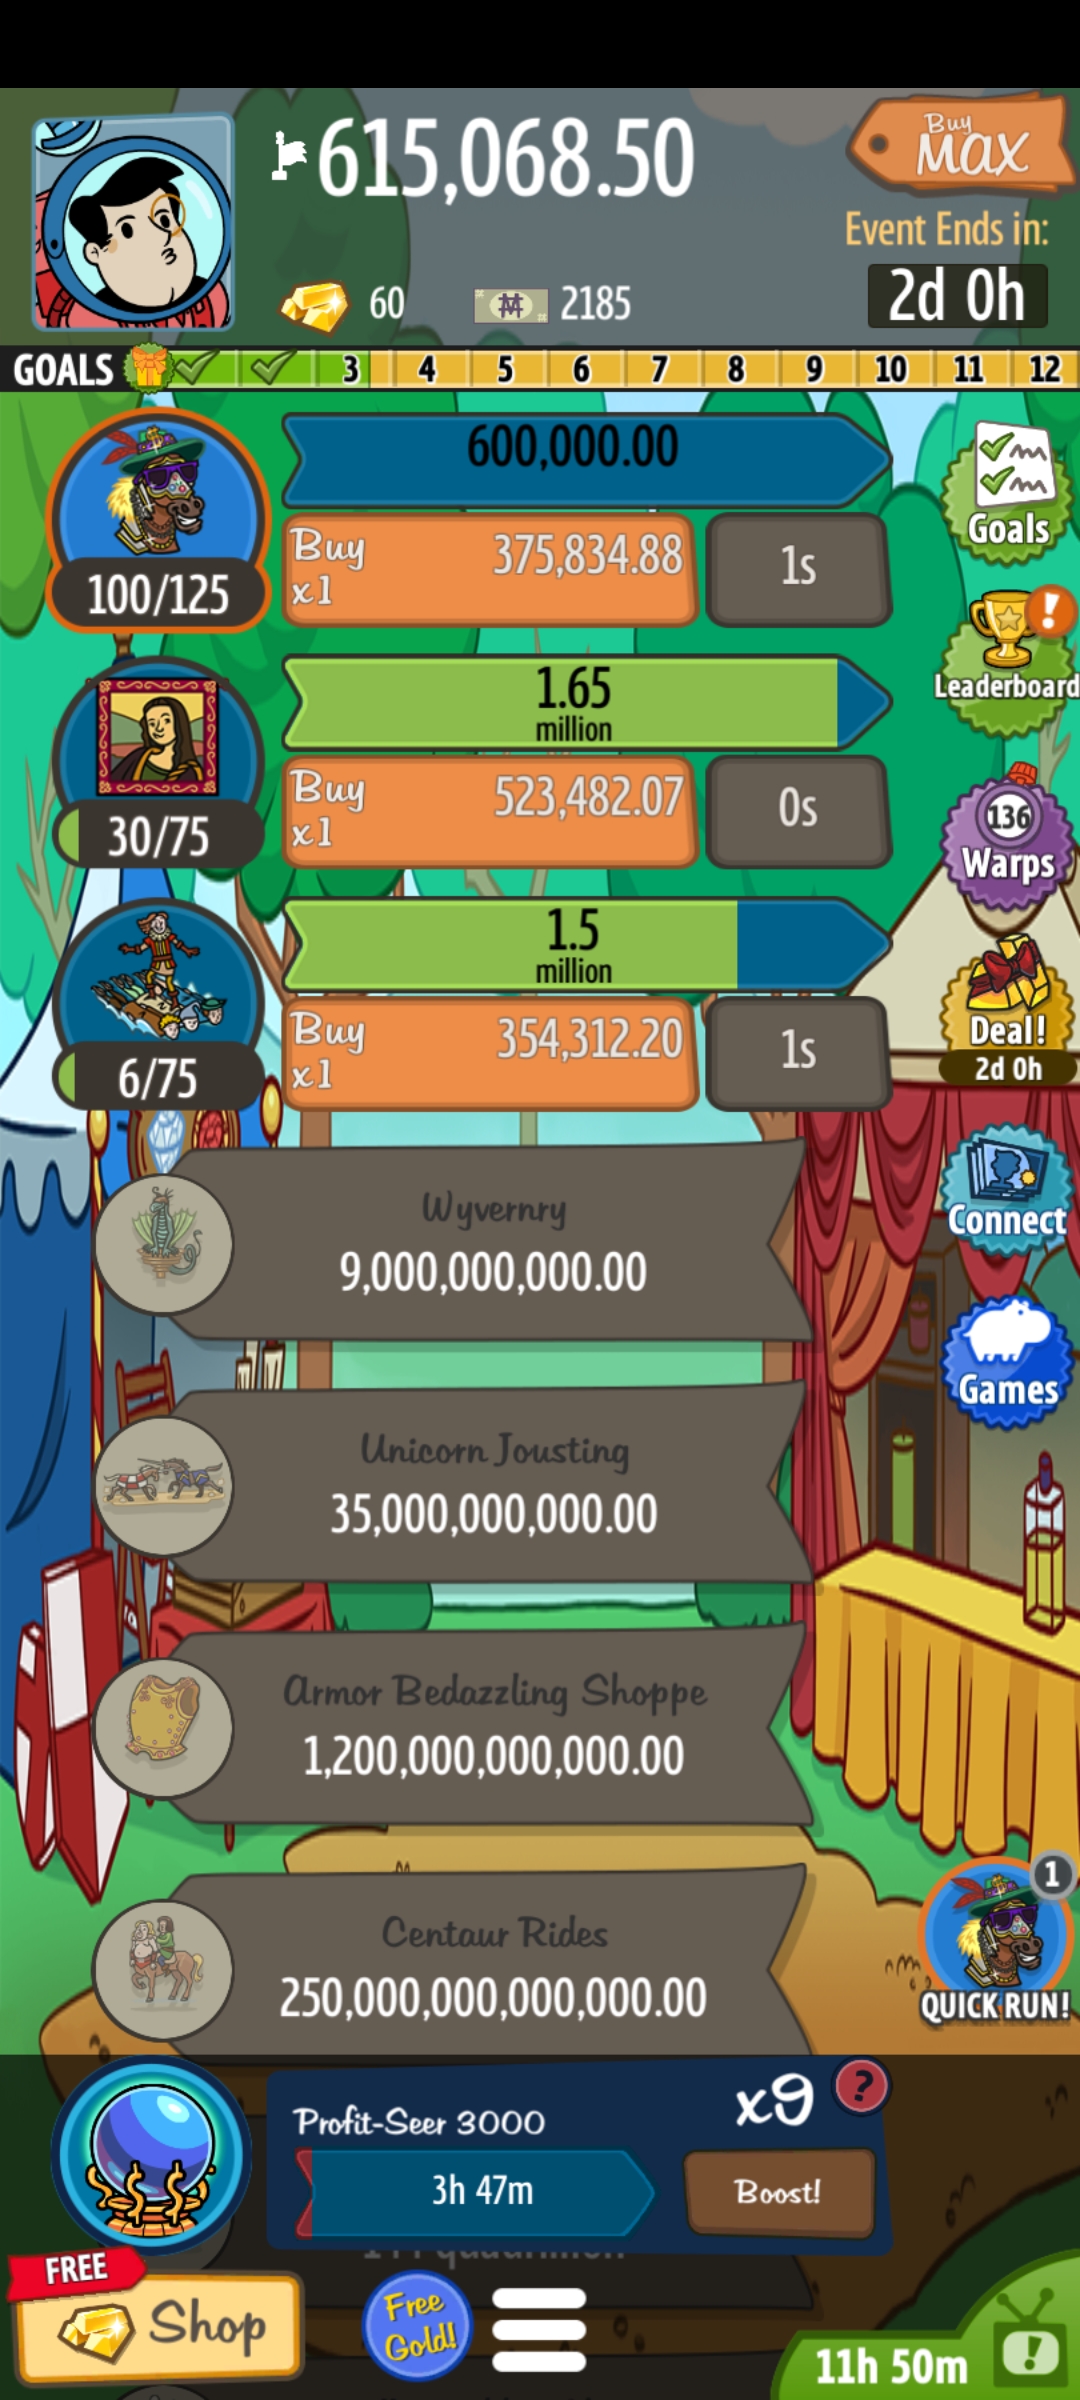 615,068.50
Buy
MAX
Event Ends in:
2d 0h
60
2185
GOALS
3
4
5
6
7
8
9
10
11
12
600,000.00
100/125
Buy
x1
375,834.88
1s
Goals
1.65
million
30/75
Buy
x1
523,482.07
0s
!
Leaderboard
136
Warps
1.5
million
6/75
Buy
x1
354,312.20
1s
Deal!
2d 0h
Wyvernry
9,000,000,000.00
Connect
Unicorn Jousting
35,000,000,000.00
Games
Armor Bedazzling Shoppe
1,200,000,000,000.00
Centaur Rides
250,000,000,000,000.00
1
QUICK RUN!
Profit-Seer 3000
x9
?
3h 47m
Boost!
FREE
Shop
Free
Gold!
11h 50m
!